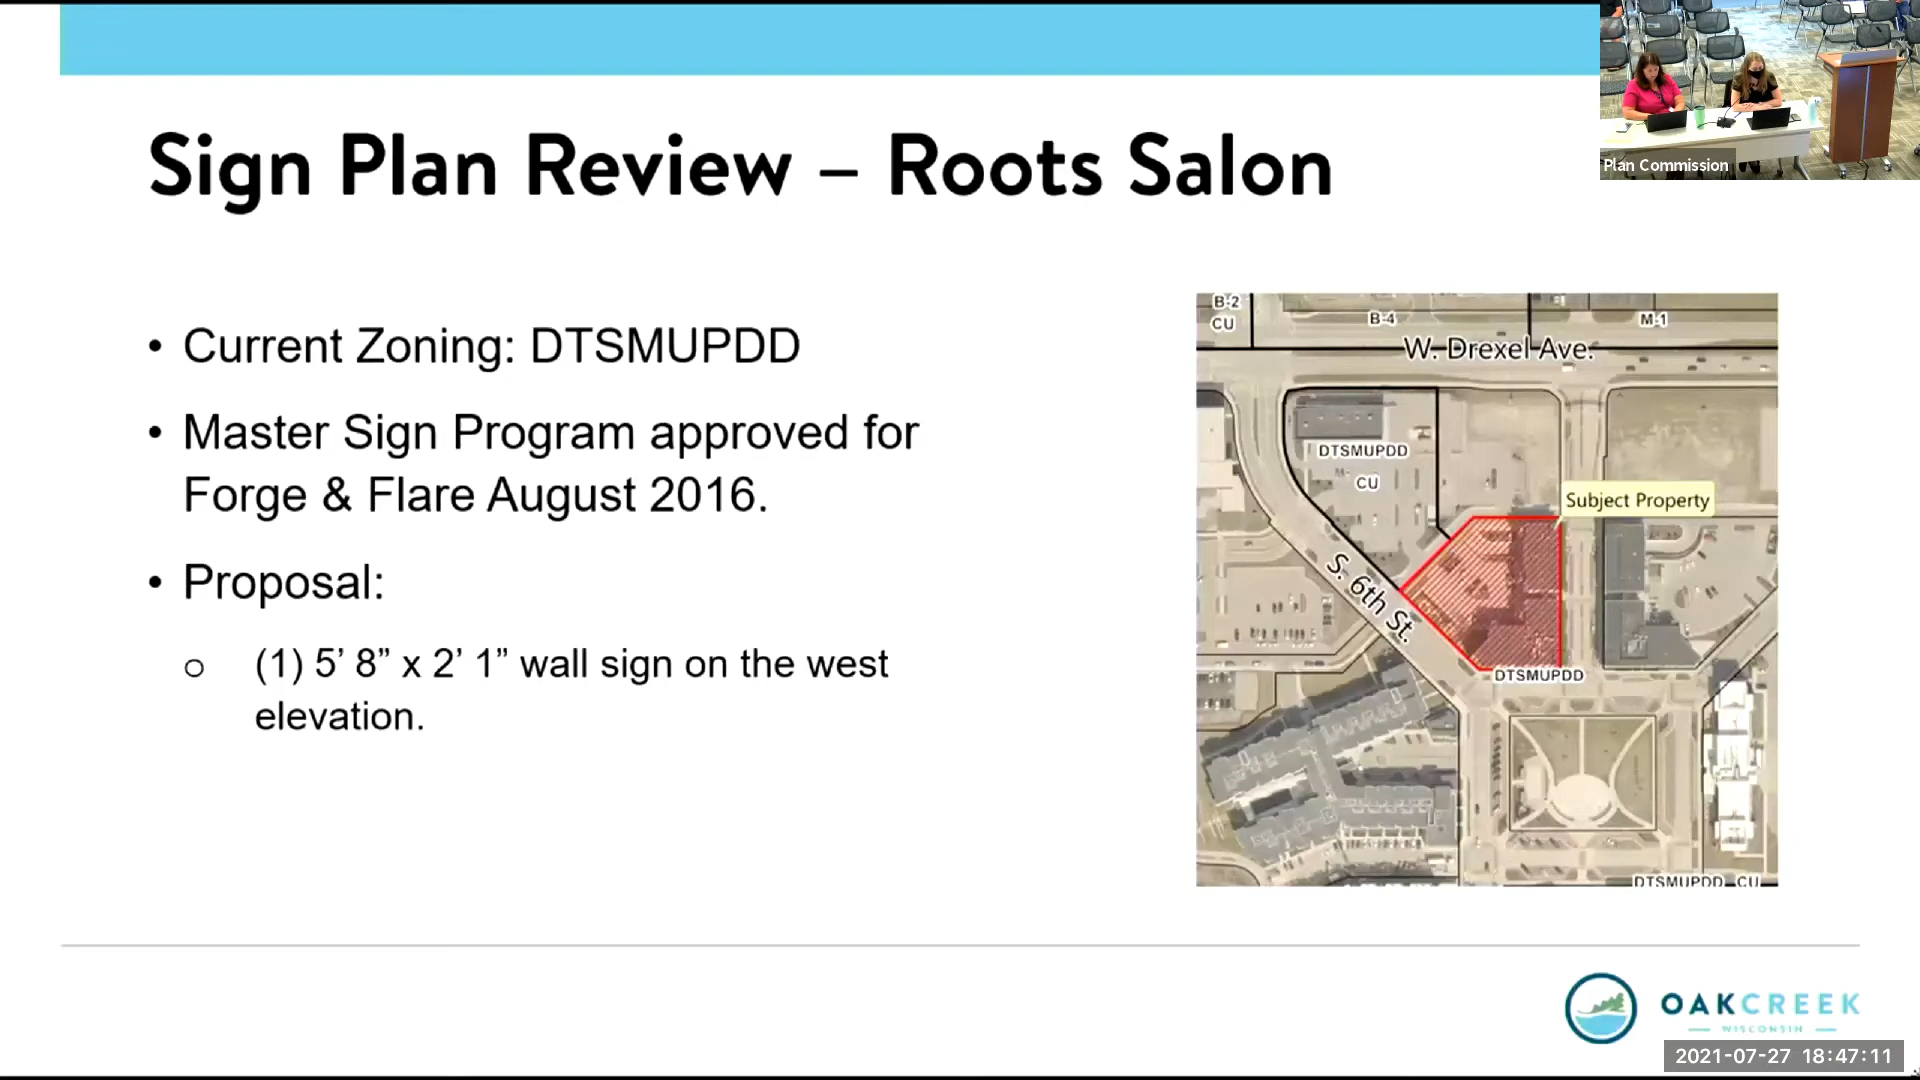 Plan Commission
Sign Plan Review – Roots Salon
• Current Zoning: DTSMUPDD
• Master Sign Program approved for
Forge & Flare August 2016.
• Proposal:
o (1) 5’ 8” x 2’ 1” wall sign on the west
elevation.
B-2
CU
B-4
M-1
W. Drexel Ave.
DTSMUPDD
CU
Subject Property
S. 6th St.
DTSMUPDD
DTSMUPDD CU
OAKCREEK
WISCONSIN
2021-07-27 18:47:11